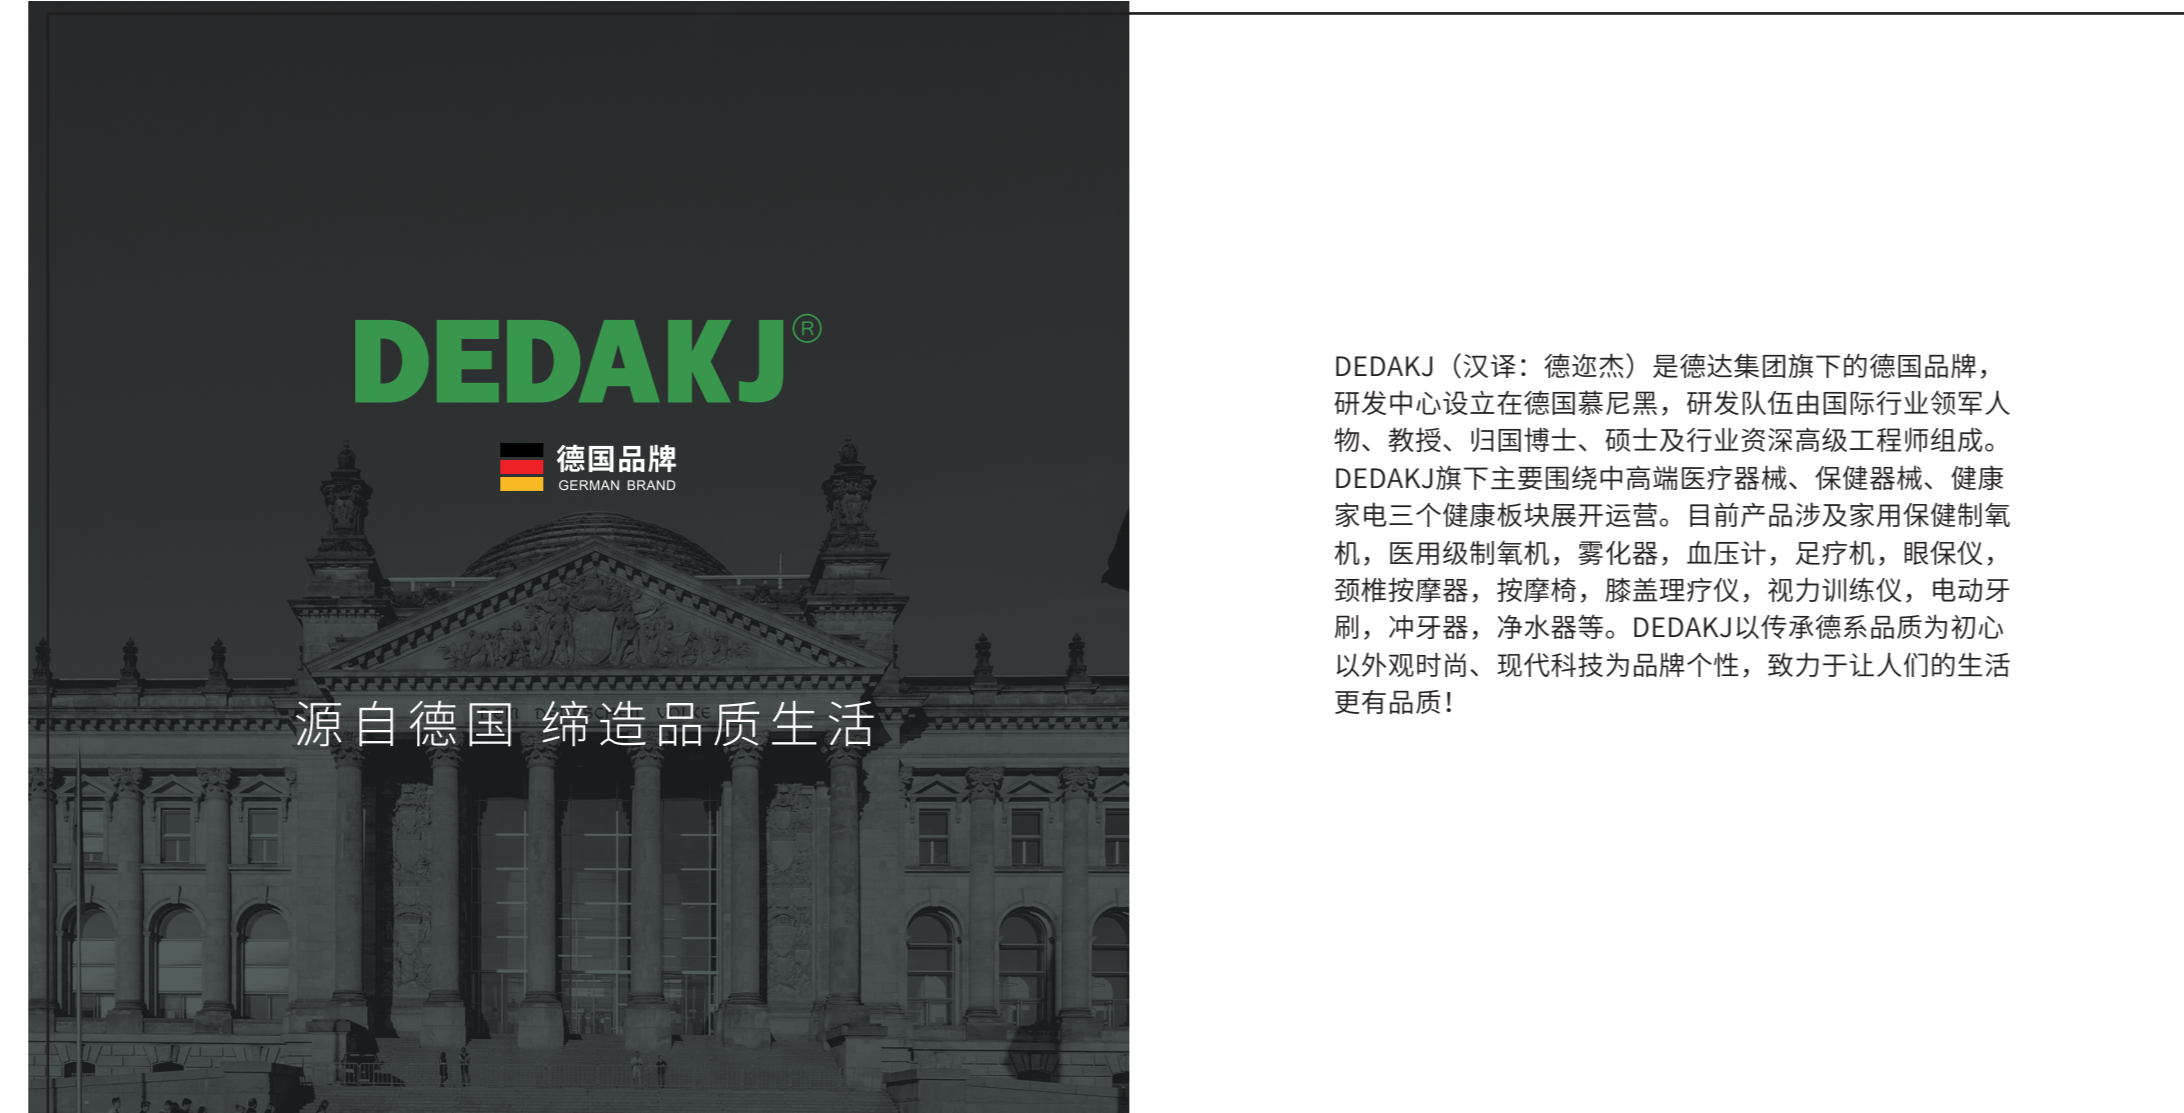 DEDAKJ®
德国品牌
GERMAN BRAND
源自德国 缔造品质生活
DEDAKJ（汉译：德迩杰）是德达集团旗下的德国品牌，
研发中心设立在德国慕尼黑，研发队伍由国际行业领军人
物、教授、归国博士、硕士及行业资深高级工程师组成。
DEDAKJ旗下主要围绕中高端医疗器械、保健器械、健康
家电三个健康板块展开运营。目前产品涉及家用保健制氧
机，医用级制氧机，雾化器，血压计，足疗机，眼保仪，
颈椎按摩器，按摩椅，膝盖理疗仪，视力训练仪，电动牙
刷，冲牙器，净水器等。DEDAKJ以传承德系品质为初心
以外观时尚、现代科技为品牌个性，致力于让人们的生活
更有品质！